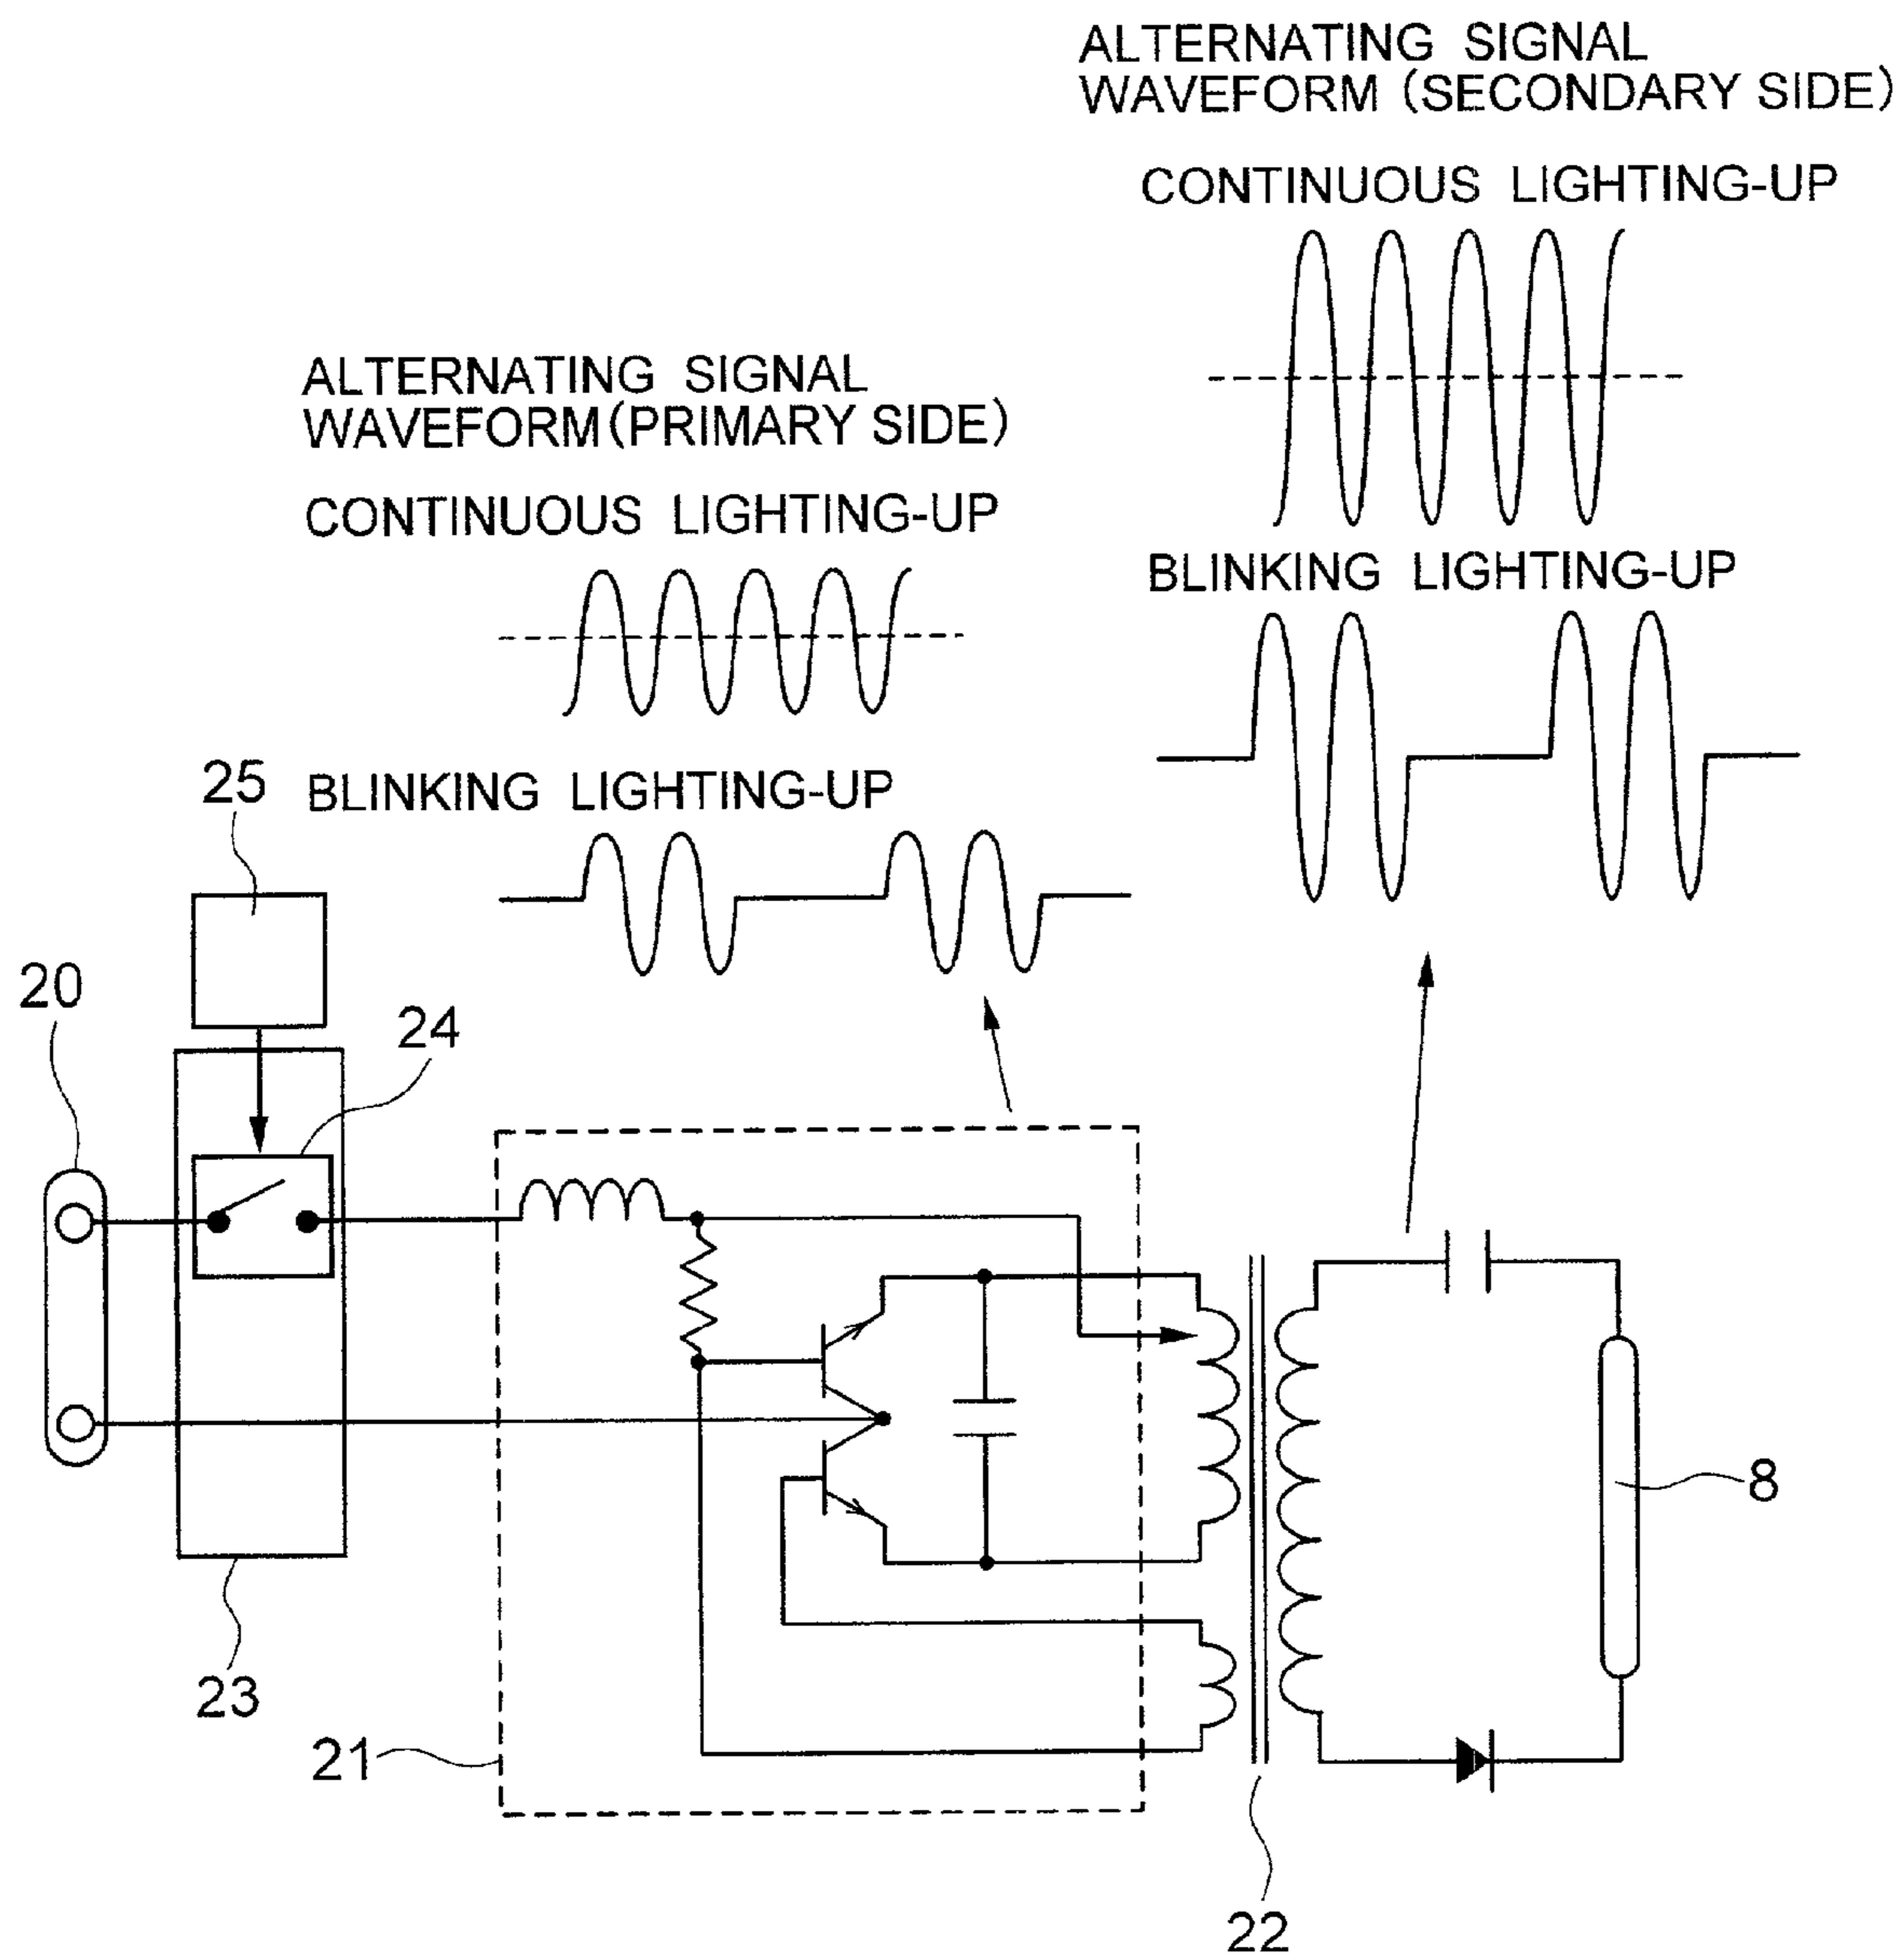 ALTERNATING SIGNAL
WAVEFORM (SECONDARY SIDE)
CONTINUOUS LIGHTING-UP
BLINKING LIGHTING-UP
ALTERNATING SIGNAL
WAVEFORM(PRIMARY SIDE)
CONTINUOUS LIGHTING-UP
BLINKING LIGHTING-UP
25
20
24
8
23
21
22